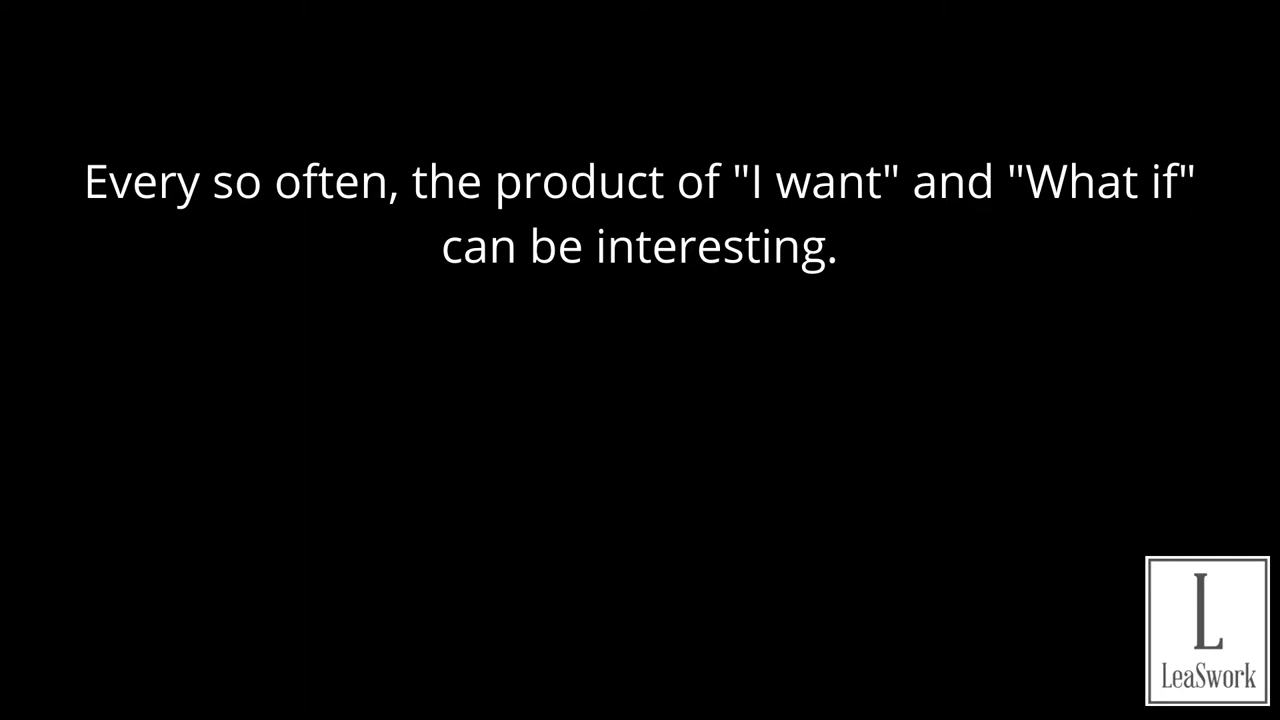 Every so often, the product of "I want" and "What if"
can be interesting.
L
LeaSwork